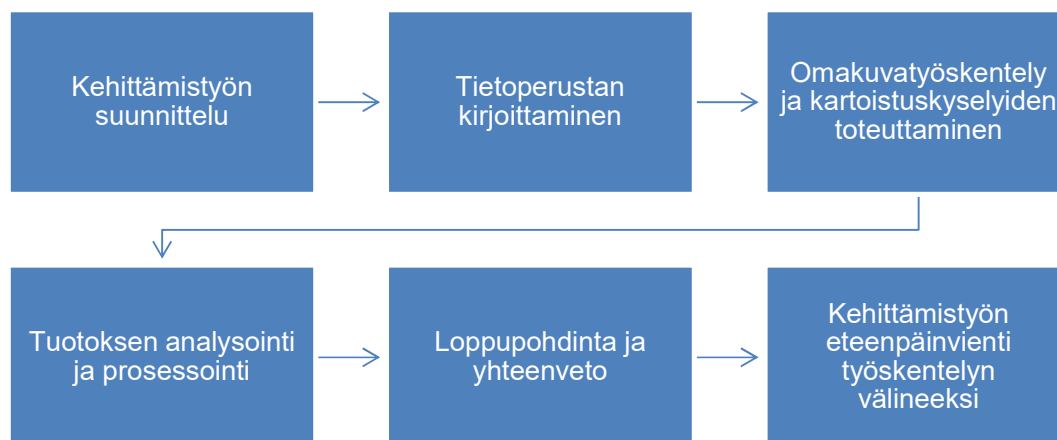 Kehittämistyön
suunnittelu
Tietoperustan
kirjoittaminen
Omakuvatyöskentely
ja kartoistuskyselyiden
toteuttaminen
Tuotoksen analysointi
ja prosessointi
Loppupohdinta ja
yhteenveto
Kehittämistyön
eteenpäinvienti
työskentelyn
välineeksi